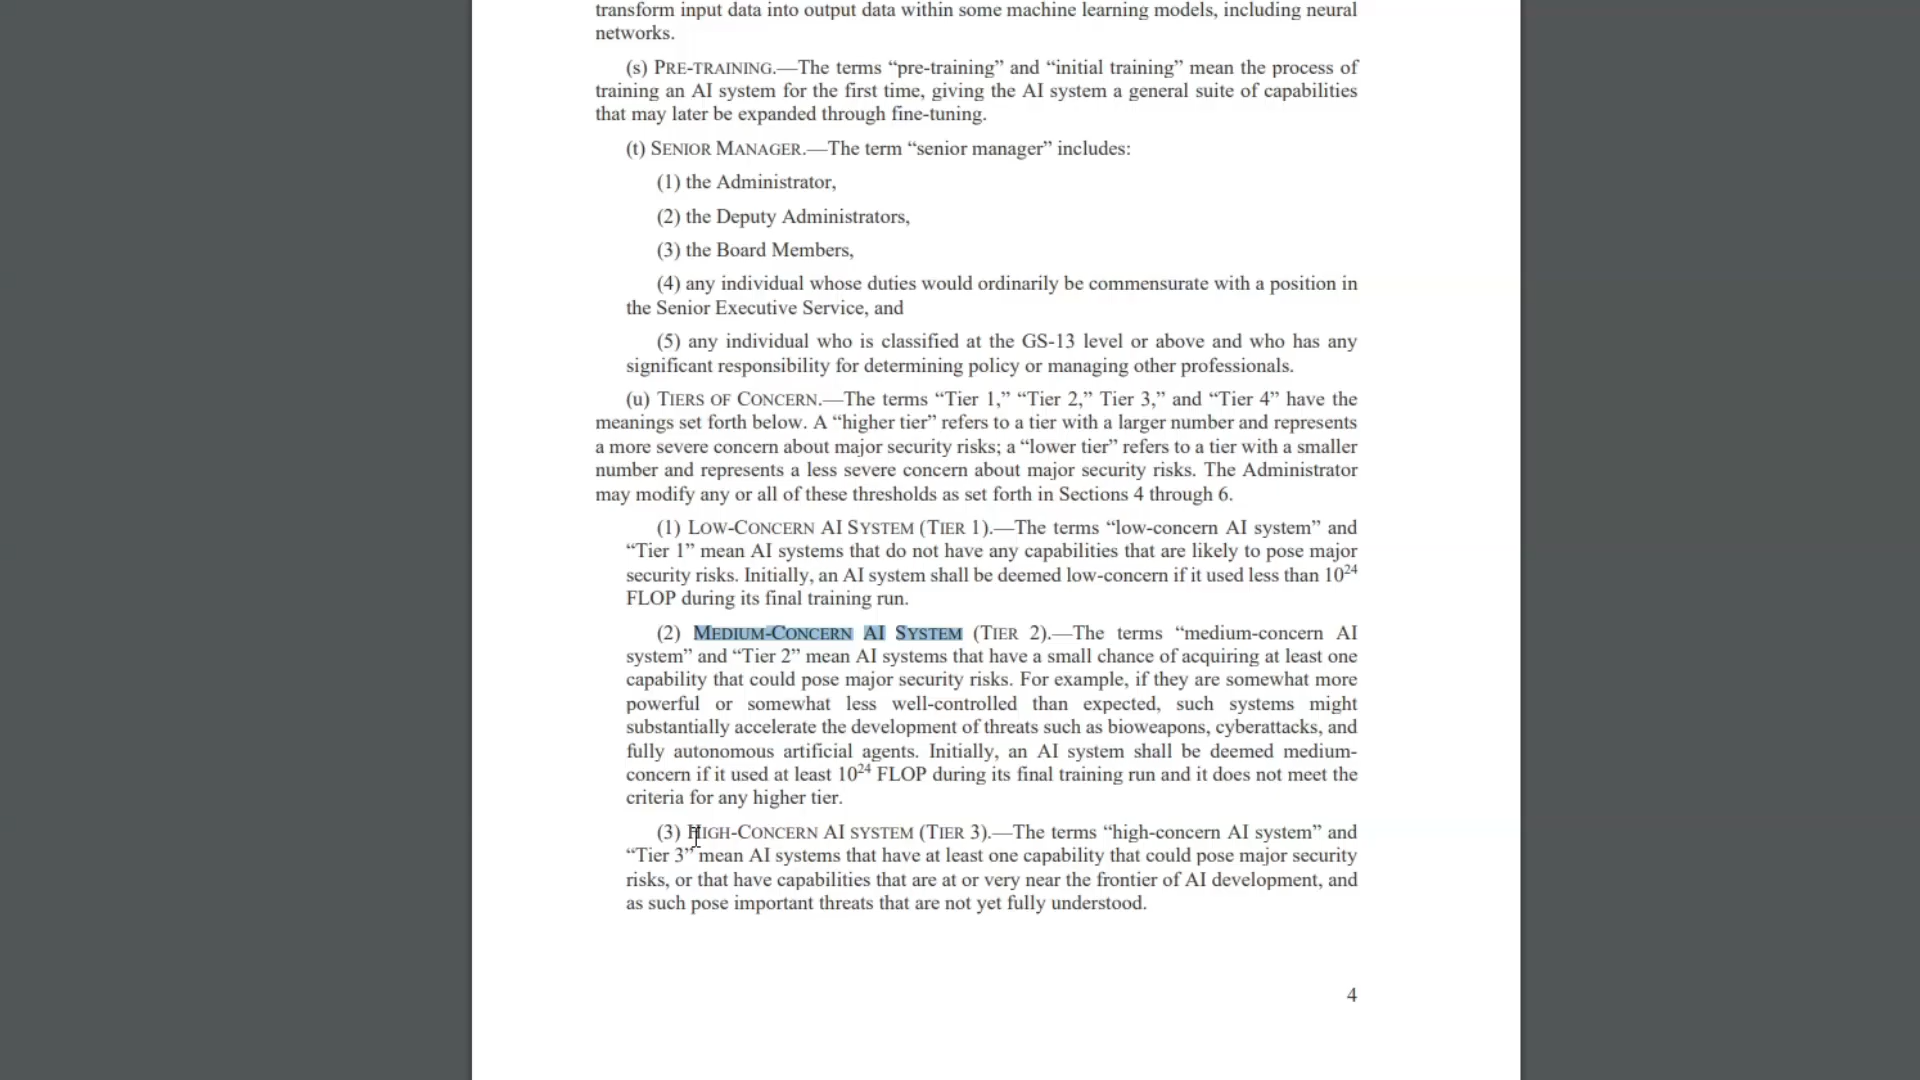 transform input data into output data within some machine learning models, including neural
networks.
(s) PRE-TRAINING.—The terms “pre-training” and “initial training” mean the process of
training an AI system for the first time, giving the AI system a general suite of capabilities
that may later be expanded through fine-tuning.
(t) SENIOR MANAGER.—The term “senior manager” includes:
(1) the Administrator,
(2) the Deputy Administrators,
(3) the Board Members,
(4) any individual whose duties would ordinarily be commensurate with a position in
the Senior Executive Service, and
(5) any individual who is classified at the GS-13 level or above and who has any
significant responsibility for determining policy or managing other professionals.
(u) TIERS OF CONCERN.—The terms “Tier 1,” “Tier 2,” Tier 3,” and “Tier 4” have the
meanings set forth below. A “higher tier” refers to a tier with a larger number and represents
a more severe concern about major security risks; a “lower tier” refers to a tier with a smaller
number and represents a less severe concern about major security risks. The Administrator
may modify any or all of these thresholds as set forth in Sections 4 through 6.
(1) LOW-CONCERN AI SYSTEM (TIER 1).—The terms “low-concern AI system” and
“Tier 1” mean AI systems that do not have any capabilities that are likely to pose major
security risks. Initially, an AI system shall be deemed low-concern if it used less than 10²⁴
FLOP during its final training run.
(2) MEDIUM-CONCERN AI SYSTEM (TIER 2).—The terms “medium-concern AI
system” and “Tier 2” mean AI systems that have a small chance of acquiring at least one
capability that could pose major security risks. For example, if they are somewhat more
powerful or somewhat less well-controlled than expected, such systems might
substantially accelerate the development of threats such as bioweapons, cyberattacks, and
fully autonomous artificial agents. Initially, an AI system shall be deemed medium-
concern if it used at least 10²⁴ FLOP during its final training run and it does not meet the
criteria for any higher tier.
(3) HIGH-CONCERN AI SYSTEM (TIER 3).—The terms “high-concern AI system” and
“Tier 3” mean AI systems that have at least one capability that could pose major security
risks, or that have capabilities that are at or very near the frontier of AI development, and
as such pose important threats that are not yet fully understood.
4